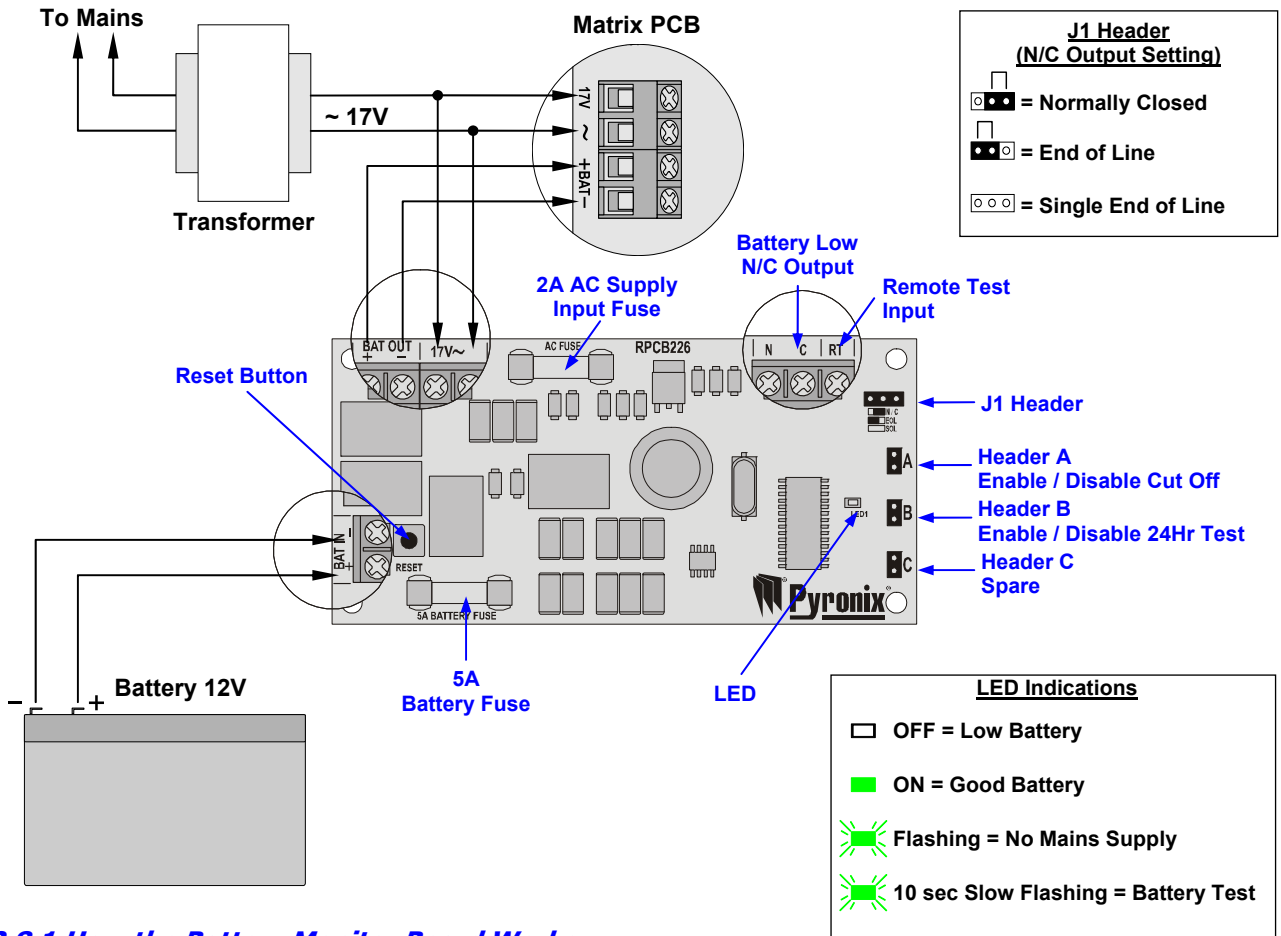 To Mains
Matrix PCB
~ 17V
17V
~
+BAT-
Transformer
J1 Header
(N/C Output Setting)
= Normally Closed
= End of Line
= Single End of Line
Battery Low
N/C Output
2A AC Supply
Input Fuse
Remote Test
Input
BAT OUT
+ -
17V~
AC FUSE
RPCB226
N C RT
Reset Button
J1 Header
N/C
EOL
SOL
A
Header A
Enable / Disable Cut Off
B
Header B
Enable / Disable 24Hr Test
C
Header C
Spare
LED1
BAT IN
- +
RESET
5A BATTERY FUSE
Pyronix®
5A
Battery Fuse
LED
Battery 12V
- +
LED Indications
OFF = Low Battery
ON = Good Battery
Flashing = No Mains Supply
10 sec Slow Flashing = Battery Test